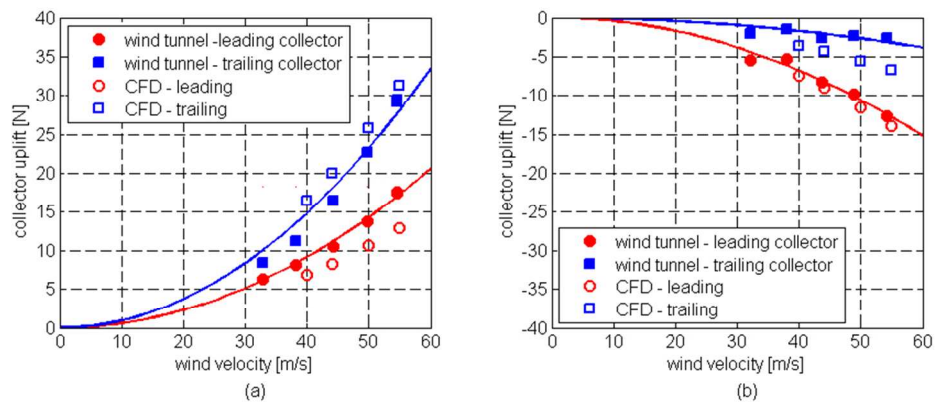 40
35
30
25
20
15
10
5
0
collector uplift [N]
wind tunnel -leading collector
wind tunnel - trailing collector
CFD - leading
CFD - trailing
0 10 20 30 40 50 60
wind velocity [m/s]
(a)
0
-5
-10
-15
-20
-25
-30
-35
-40
collector uplift [N]
wind tunnel - leading collector
wind tunnel - trailing collector
CFD - leading
CFD - trailing
0 20 40 60
wind velocity [m/s]
(b)